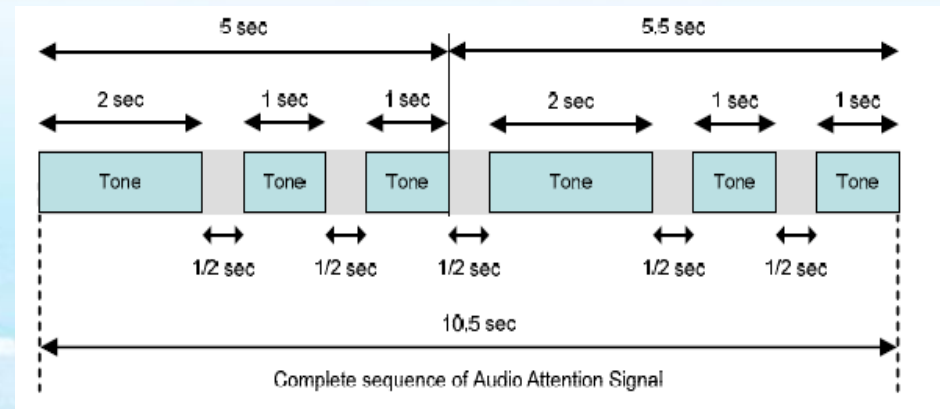 5 sec 5.5 sec
2 sec 1 sec 1 sec 2 sec 1 sec 1 sec
Tone Tone Tone Tone Tone Tone
1/2 sec 1/2 sec 1/2 sec 1/2 sec 1/2 sec
10.5 sec
Complete sequence of Audio Attention Signal